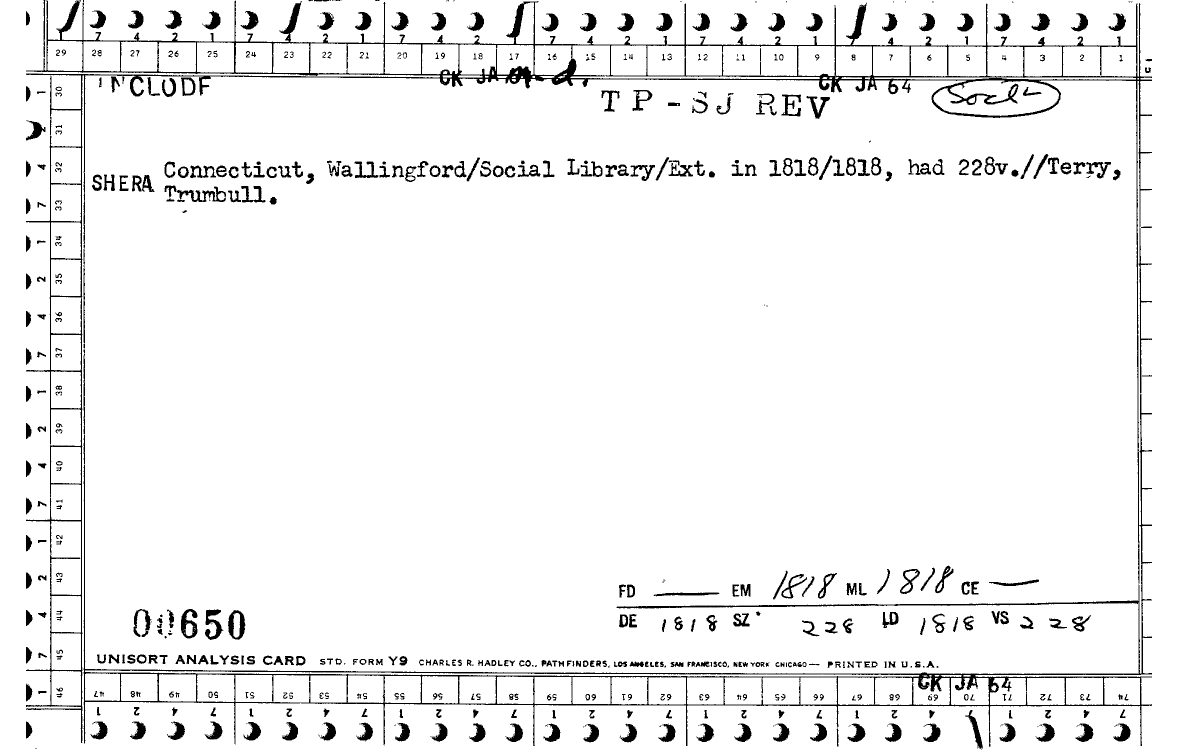 7 4 2 1 7 4 2 1 7 4 2 17 7 4 2 1 7 4 2 1 7 4 2 1 7 4 2 1
29 28 27 26 25 24 23 22 21 20 19 18 17 16 15 14 13 12 11 10 9 8 7 6 5 4 3 2 1
CK JA d. CK JA 64
INCLUDE
TP-SJ REV Soc L
SHERA Connecticut, Wallingford/Social Library/Ext. in 1818/1818, had 228v.//Terry,
Trumbull.
30
31
32
33
34
35
36
37
38
39
40
41
42
43
44
45
46
FD — EM 1818 ML 1818 CE —
DE 1818 SZ 228 LD 1818 VS 228
00650
UNISORT ANALYSIS CARD STD. FORM Y9 CHARLES R. HADLEY CO., PATHFINDERS, LOS ANGELES, SAN FRANCISCO, NEW YORK CHICAGO — PRINTED IN U.S.A.
CK JA 64
47 48 49 50 51 52 53 54 55 56 57 58 59 60 61 62 63 64 65 66 67 68 69 70 71 72 73 74
1 2 4 7 1 2 4 7 1 2 4 7 1 2 4 7 1 2 4 7 1 2 4 7 1 2 4 7